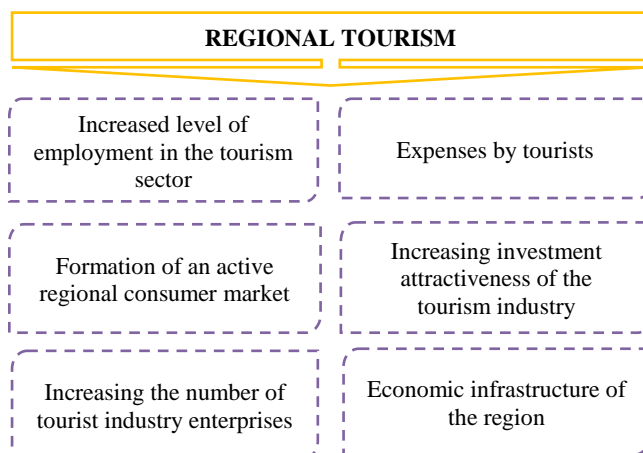 REGIONAL TOURISM
Increased level of
employment in the tourism
sector
Expenses by tourists
Formation of an active
regional consumer market
Increasing investment
attractiveness of the
tourism industry
Increasing the number of
tourist industry enterprises
Economic infrastructure of
the region